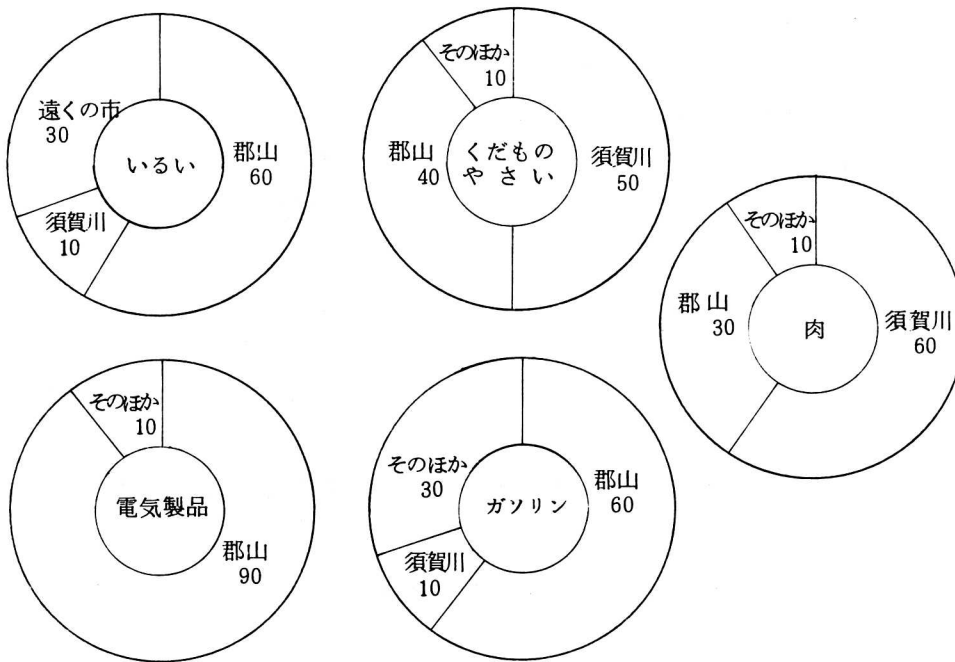 いるい
郡山
60
須賀川
10
遠くの市
30
くだもの
やさい
須賀川
50
郡山
40
そのほか
10
肉
須賀川
60
郡山
30
そのほか
10
電気製品
郡山
90
そのほか
10
ガソリン
郡山
60
須賀川
10
そのほか
30